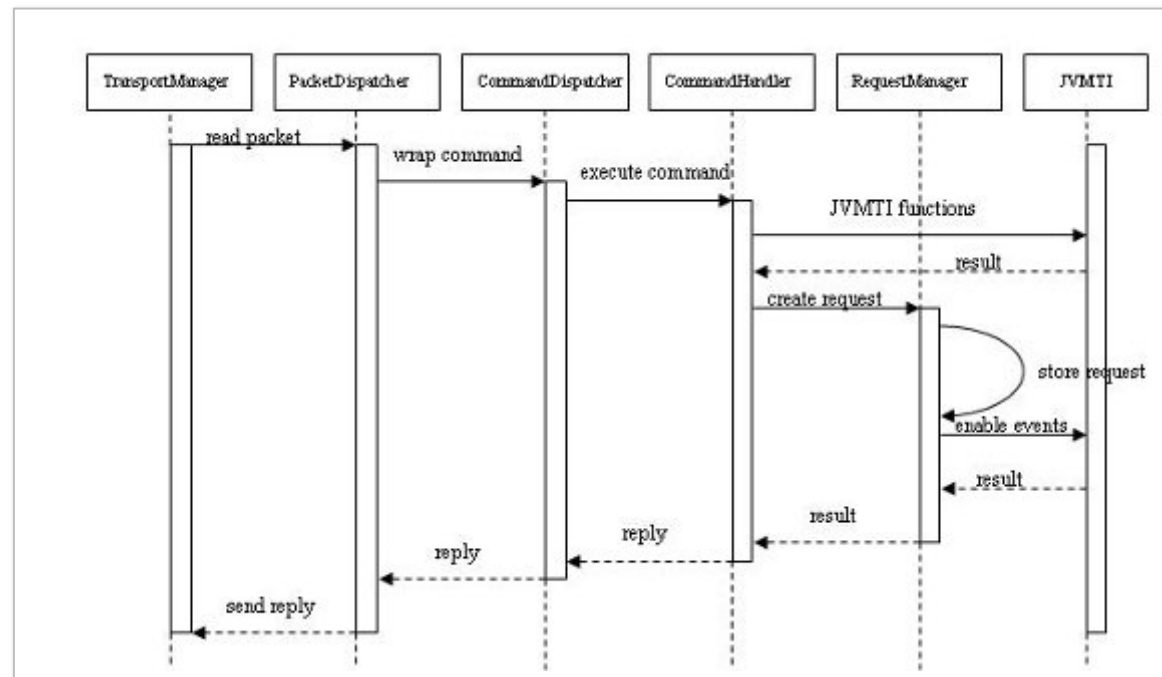 TransportManager
PacketDispatcher
CommandDispatcher
CommandHandler
RequestManager
JVMTI
read packet
wrap command
execute command
JVMTI functions
result
create request
store request
enable events
result
result
reply
reply
send reply